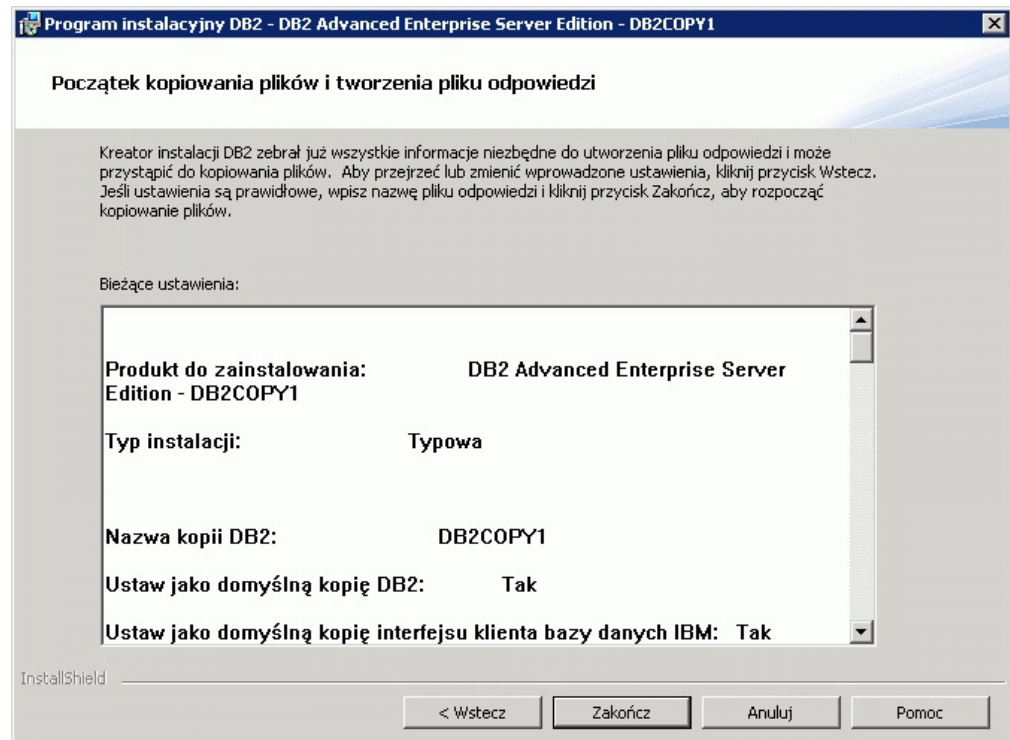 Program instalacyjny DB2 - DB2 Advanced Enterprise Server Edition - DB2COPY1
Początek kopiowania plików i tworzenia pliku odpowiedzi
Kreator instalacji DB2 zebrał już wszystkie informacje niezbędne do utworzenia pliku odpowiedzi i może
przystąpić do kopiowania plików. Aby przejrzeć lub zmienić wprowadzone ustawienia, kliknij przycisk Wstecz.
Jeśli ustawienia są prawidłowe, wpisz nazwę pliku odpowiedzi i kliknij przycisk Zakończ, aby rozpocząć
kopiowanie plików.
Bieżące ustawienia:
Produkt do zainstalowania: DB2 Advanced Enterprise Server
Edition - DB2COPY1
Typ instalacji: Typowa
Nazwa kopii DB2: DB2COPY1
Ustaw jako domyślną kopię DB2: Tak
Ustaw jako domyślną kopię interfejsu klienta bazy danych IBM: Tak
InstallShield
< Wstecz Zakończ Anuluj Pomoc